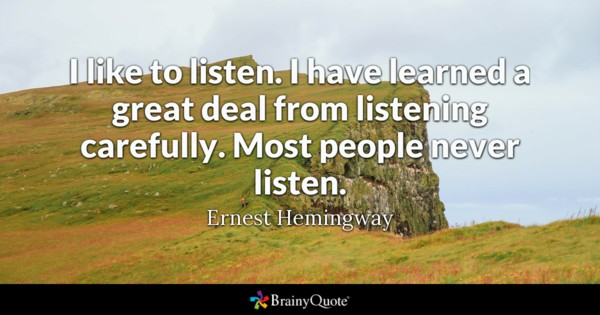 I like to listen. I have learned a
great deal from listening
carefully. Most people never
listen.
Ernest Hemingway
BrainyQuote®